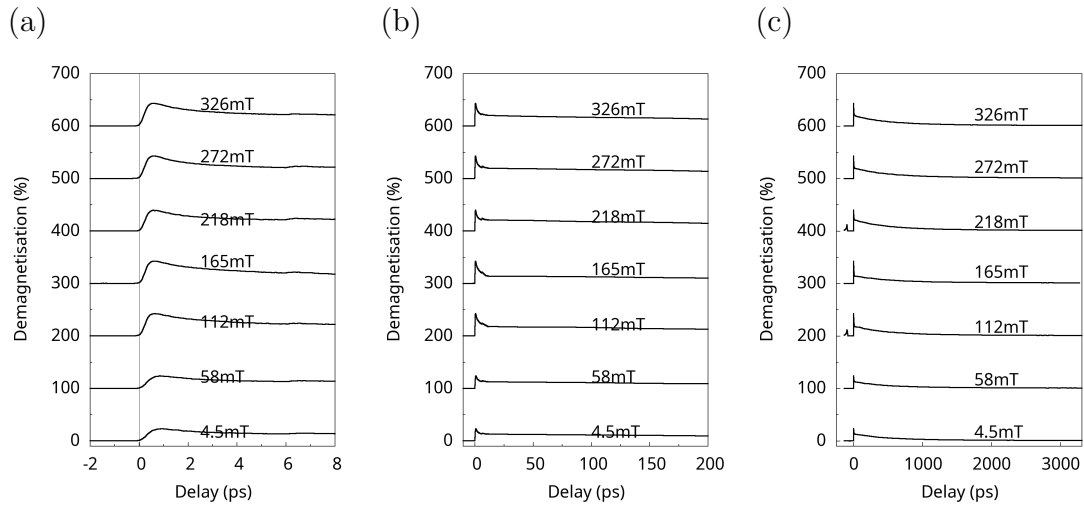 (a)
700
600
500
400
300
200
100
0
326mT
272mT
218mT
165mT
112mT
58mT
4.5mT
-2 0 2 4 6 8
Delay (ps)
Demagnetisation (%)
(b)
700
600
500
400
300
200
100
0
326mT
272mT
218mT
165mT
112mT
58mT
4.5mT
0 50 100 150 200
Delay (ps)
Demagnetisation (%)
(c)
700
600
500
400
300
200
100
0
326mT
272mT
218mT
165mT
112mT
58mT
4.5mT
0 1000 2000 3000
Delay (ps)
Demagnetisation (%)